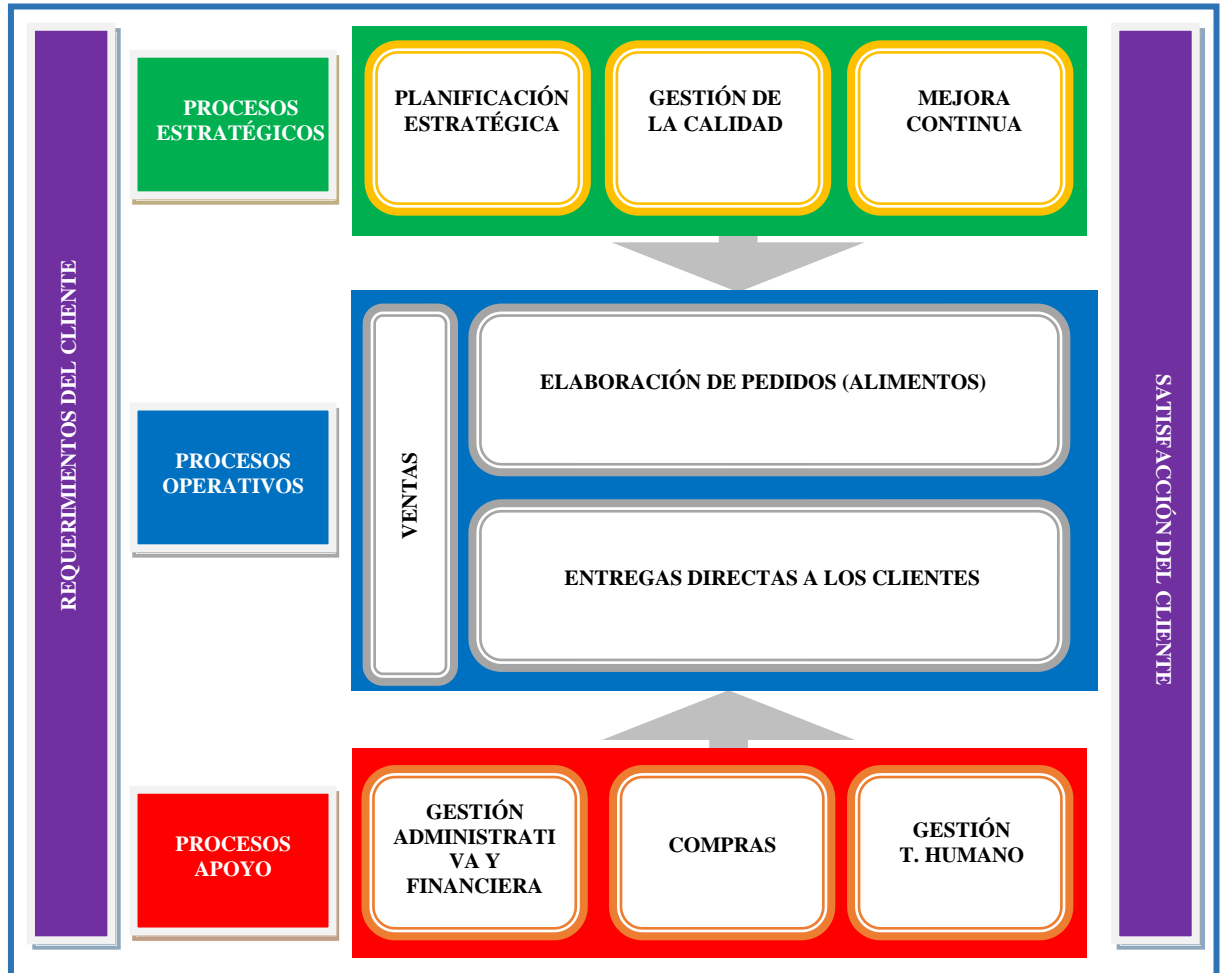 REQUERIMIENTOS DEL CLIENTE
PROCESOS
ESTRATÉGICOS
PLANIFICACIÓN
ESTRATÉGICA
GESTIÓN DE
LA CALIDAD
MEJORA
CONTINUA
PROCESOS
OPERATIVOS
VENTAS
ELABORACIÓN DE PEDIDOS (ALIMENTOS)
ENTREGAS DIRECTAS A LOS CLIENTES
PROCESOS
APOYO
GESTIÓN
ADMINISTRATI
VA Y
FINANCIERA
COMPRAS
GESTIÓN
T. HUMANO
SATISFACCIÓN DEL CLIENTE